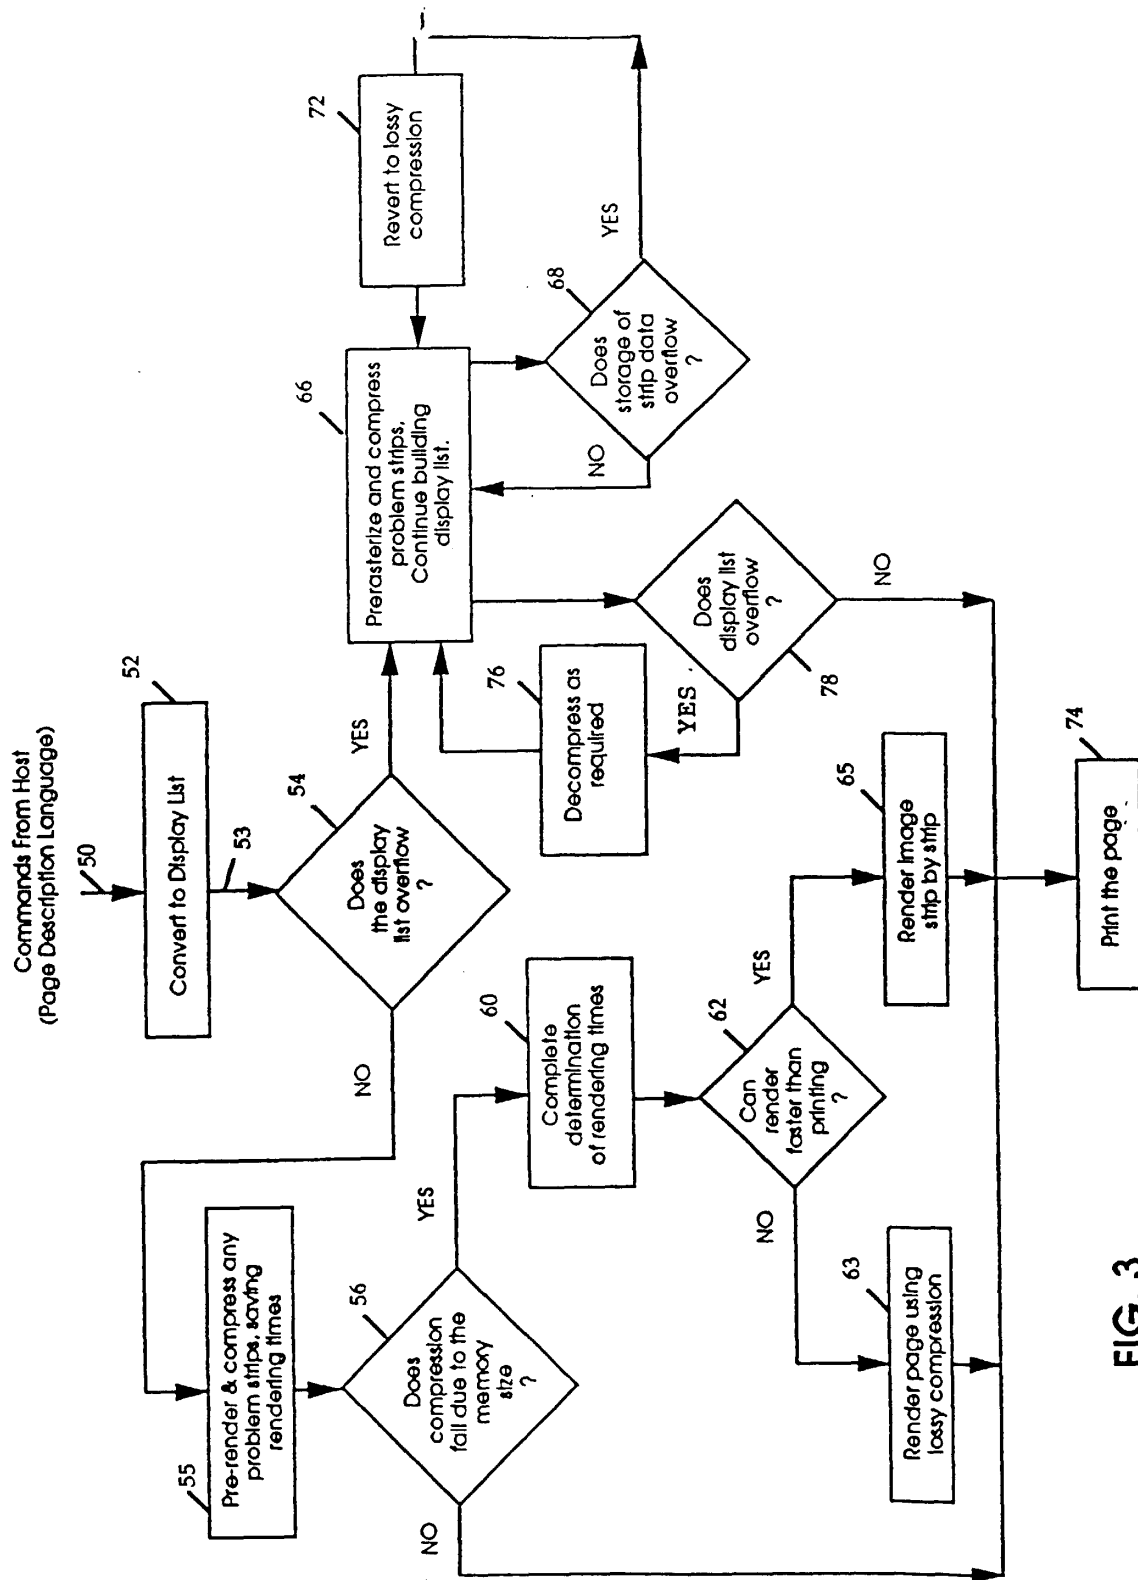 Commands From Host
(Page Description Language)
50
52
Convert to Display List
53
54
Does
the display
list overflow
?
YES
NO
55
Pre-render & compress any
problem strips, saving
rendering times
56
Does
compression
fail due to the
memory
size
?
YES
NO
60
Complete
determination
of rendering times
62
Can
render
faster than
printing
?
YES
NO
63
Render page using
lossy compression
65
Render Image
strip by strip
66
Prerasterize and compress
problem strips,
Continue building
display list.
68
Does
storage of
strip data
overflow
?
YES
NO
72
Revert to lossy
compression
76
Decompress as
required
YES
78
Does
display list
overflow
?
NO
74
Print the page
FIG. 3